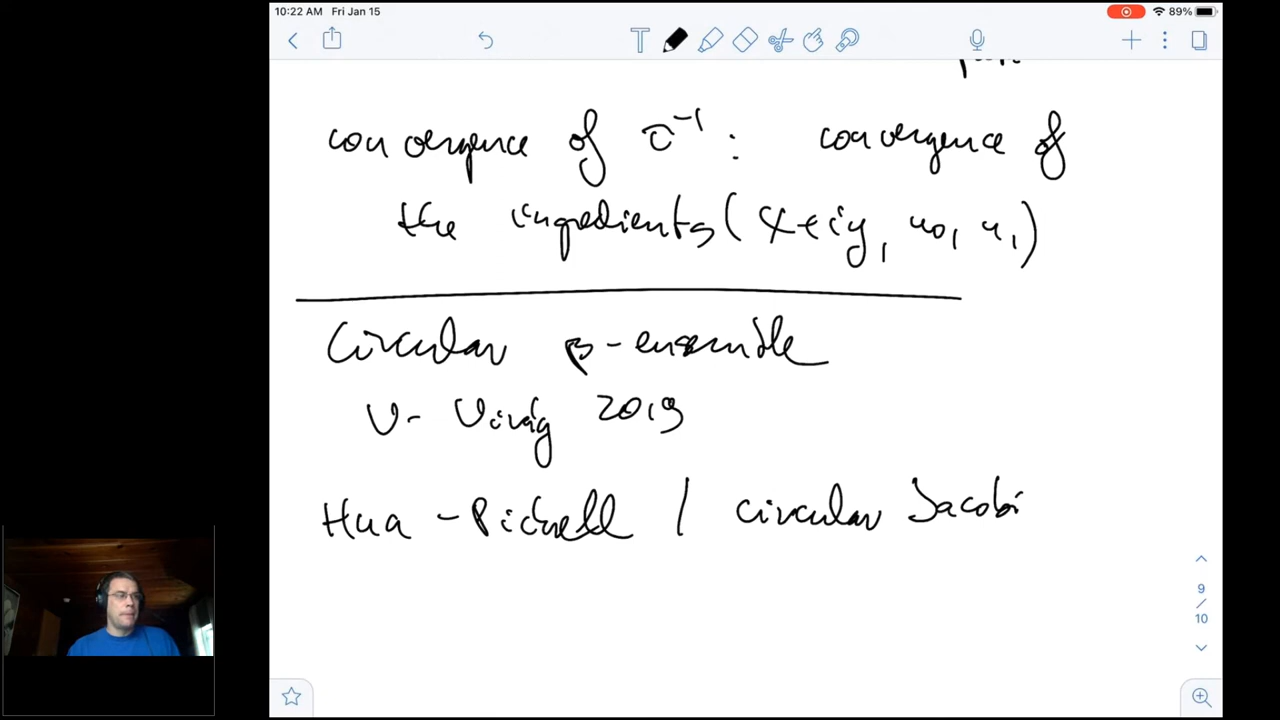 10:22 AM Fri Jan 15
89%
T
convergence of τ⁻¹ : convergence of
the ingredients (x+iy, u₀, u₁)
Circular β-ensemble
V- Virág 2019
Hua-Pickrell / circular Jacobi
9
/
10